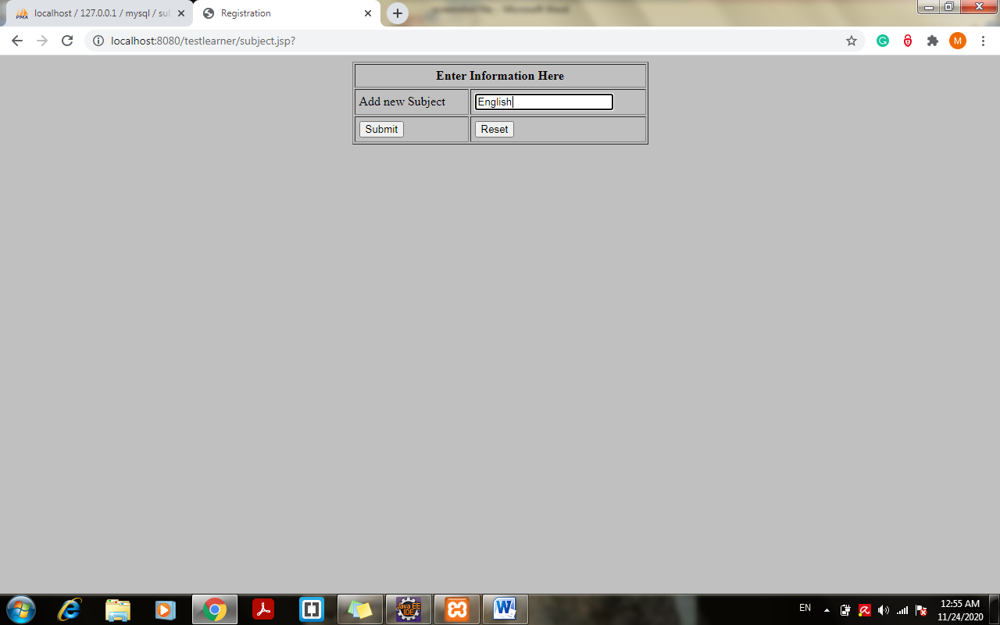 localhost / 127.0.0.1 / mysql / sul
Registration
localhost:8080/testlearner/subject.jsp?
M
Enter Information Here
Add new Subject
English
Submit
Reset
PMA
Java EE
IDE
EN
12:55 AM
11/24/2020